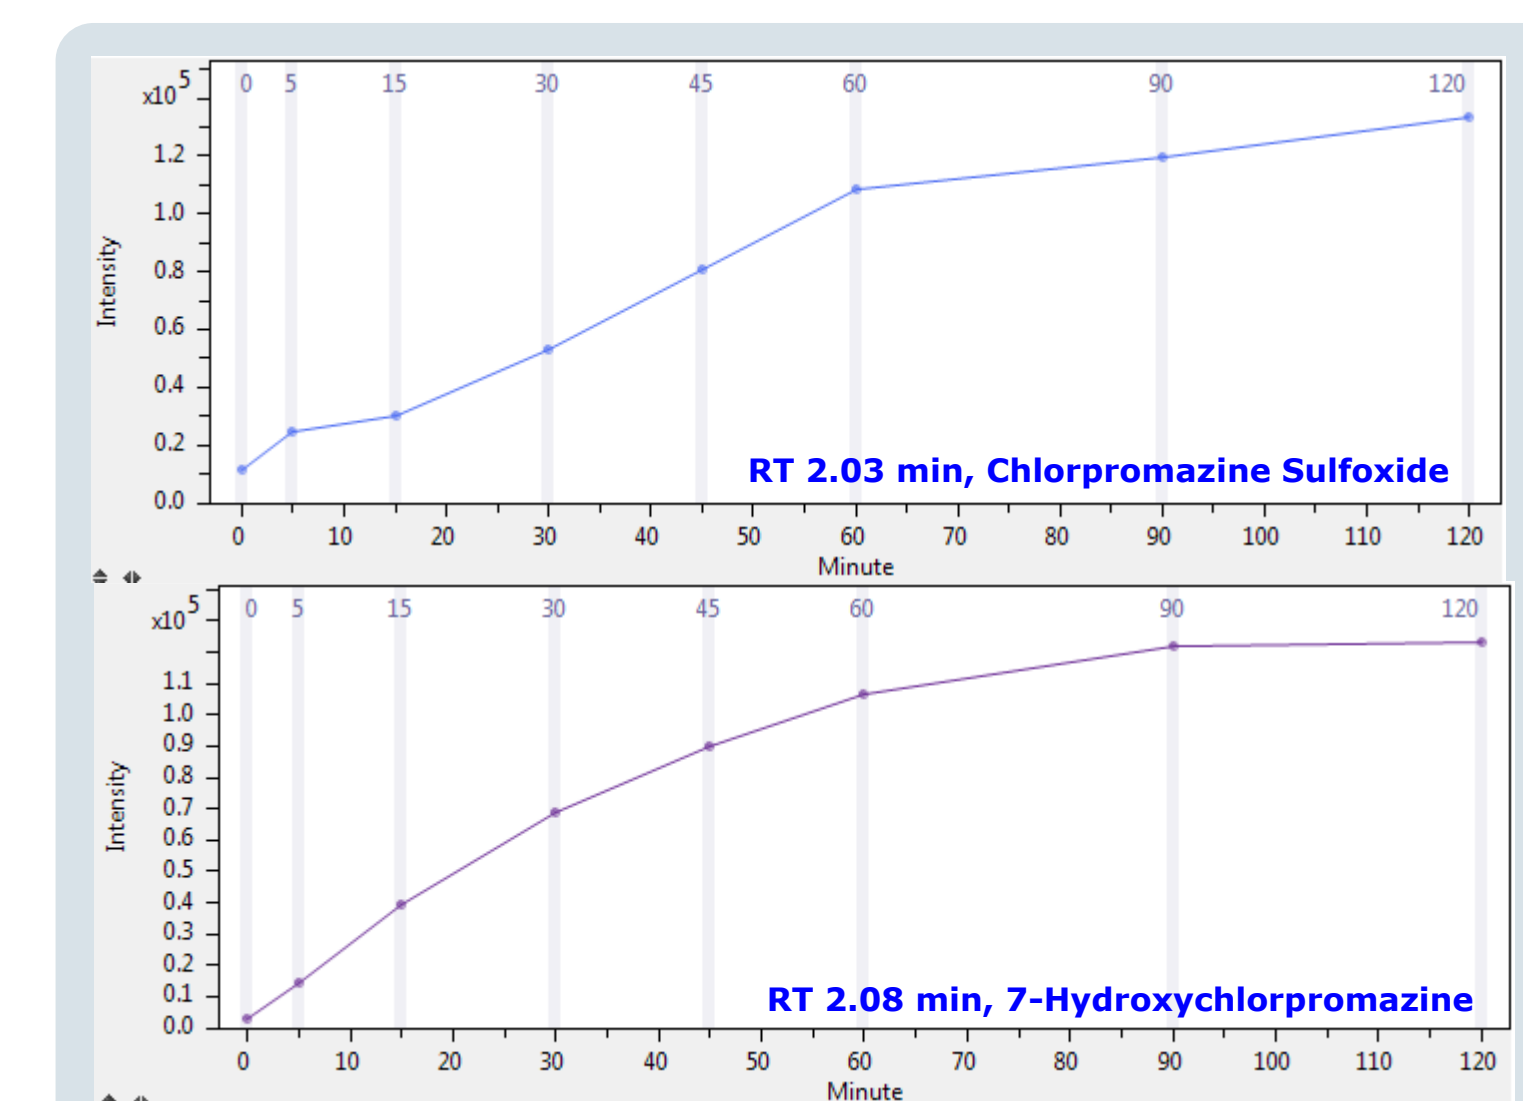 x10 5 0 5 15 30 45 60 90 120
1.2
1.0
0.8
0.6
0.4
0.2
0.0
Intensity
RT 2.03 min, Chlorpromazine Sulfoxide
0 10 20 30 40 50 60 70 80 90 100 110 120
Minute
x10 5 0 5 15 30 45 60 90 120
1.1
1.0
0.9
0.8
0.7
0.6
0.5
0.4
0.3
0.2
0.1
0.0
Intensity
RT 2.08 min, 7-Hydroxychlorpromazine
0 10 20 30 40 50 60 70 80 90 100 110 120
Minute